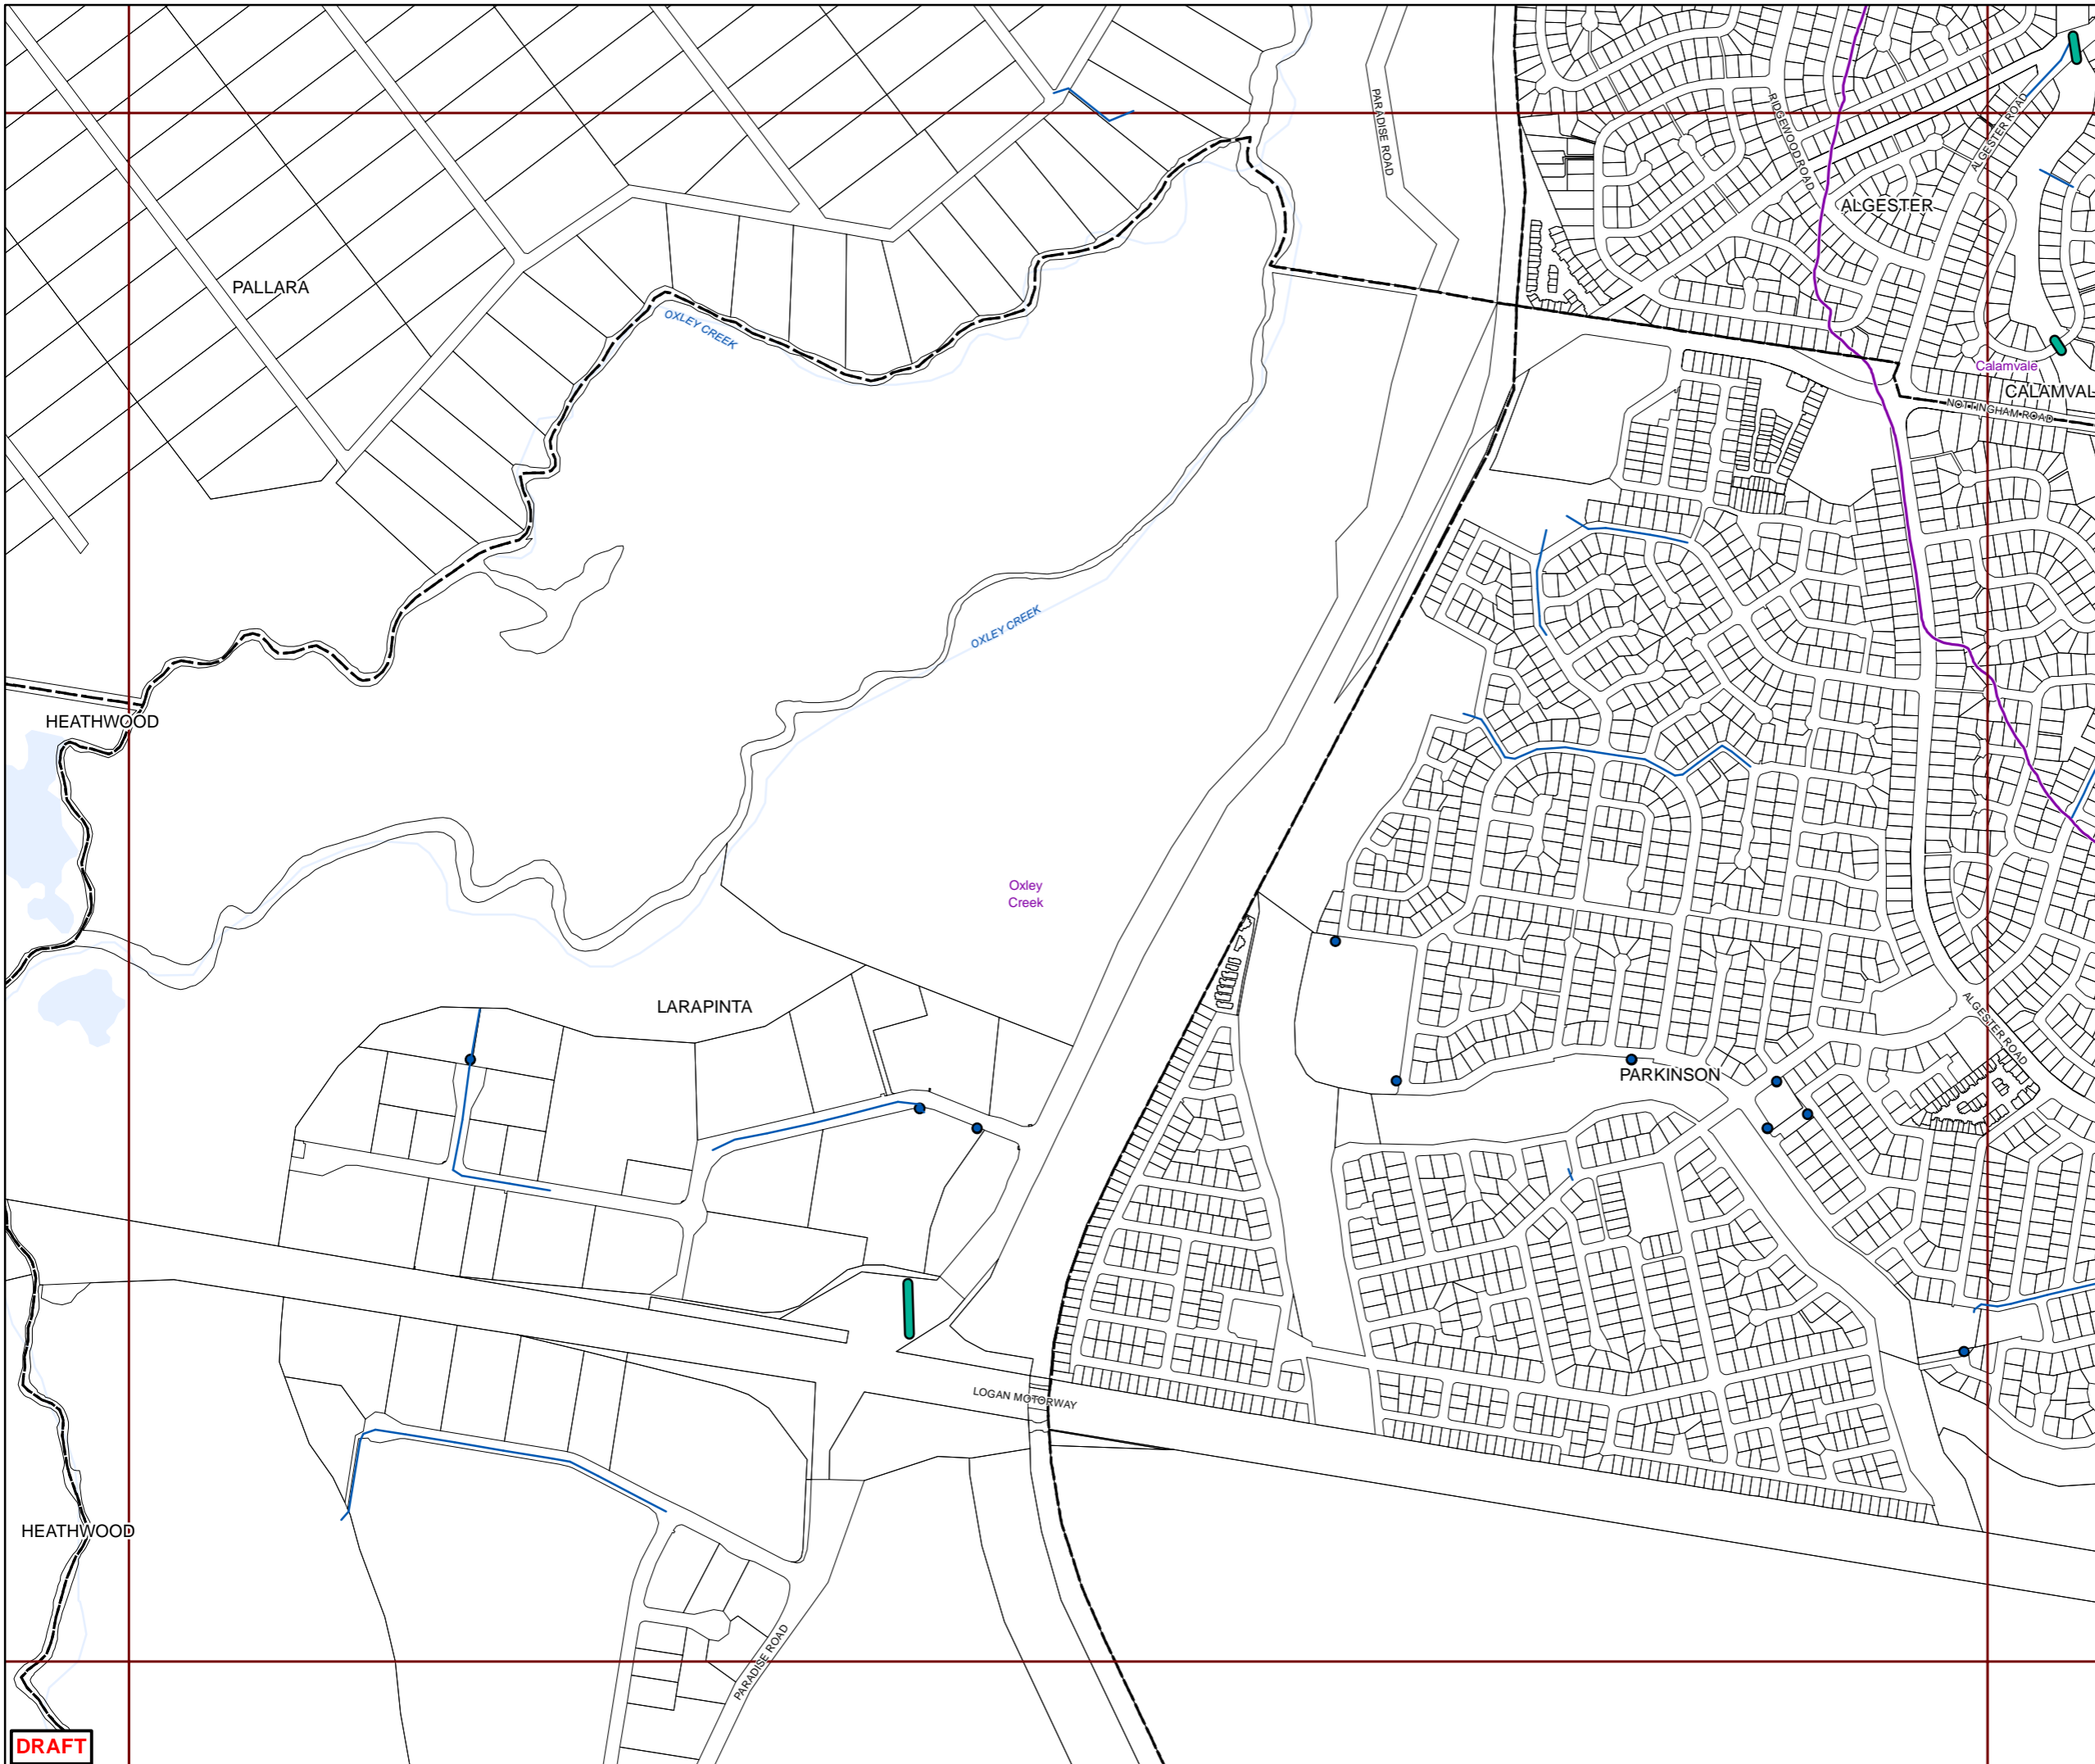 PARADISE ROAD
RIDGEWOOD ROAD
ALGESTER ROAD
ALGESTER
PALLARA
OXLEY CREEK
Calamvale
CALAMVAL
NOTTINGHAM ROAD
OXLEY CREEK
HEATHWOOD
Oxley
Creek
LARAPINTA
ALGESTER ROAD
PARKINSON
LOGAN MOTORWAY
HEATHWOOD
PARADISE ROAD
DRAFT